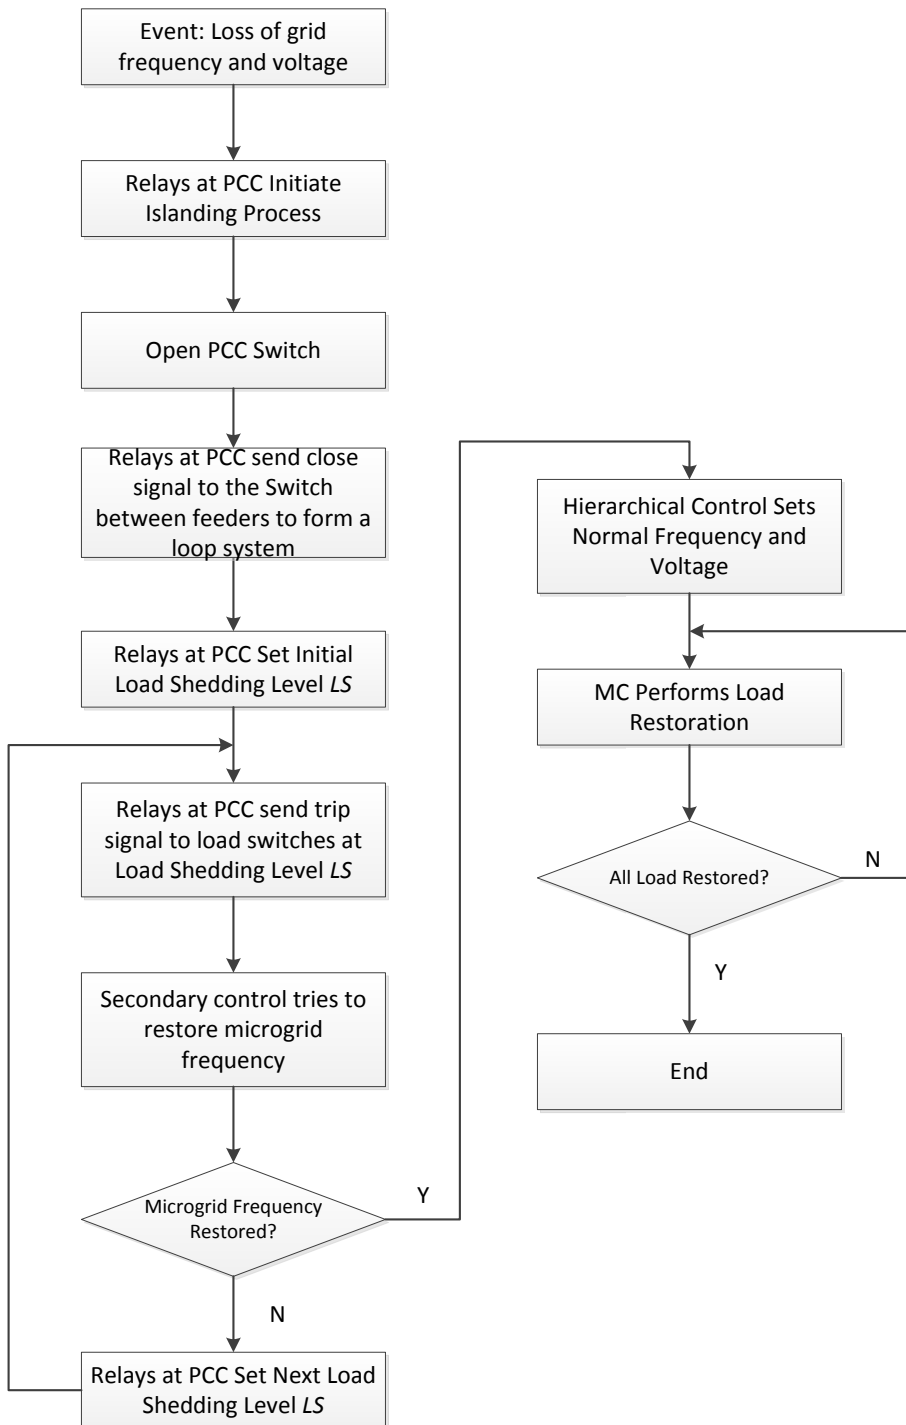 Event: Loss of grid
frequency and voltage
Relays at PCC Initiate
Islanding Process
Open PCC Switch
Relays at PCC send close
signal to the Switch
between feeders to form a
loop system
Relays at PCC Set Initial
Load Shedding Level LS
Relays at PCC send trip
signal to load switches at
Load Shedding Level LS
Secondary control tries to
restore microgrid
frequency
Microgrid Frequency
Restored?
Y
N
Relays at PCC Set Next Load
Shedding Level LS
Hierarchical Control Sets
Normal Frequency and
Voltage
MC Performs Load
Restoration
All Load Restored?
N
Y
End